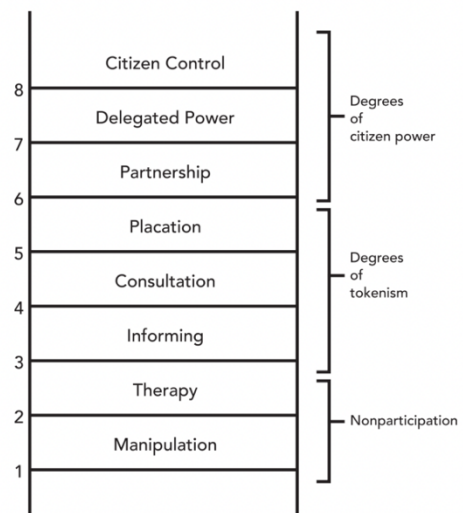 Citizen Control
8
Delegated Power
7
Partnership
6
Placation
5
Consultation
4
Informing
3
Therapy
2
Manipulation
1
Degrees
of
citizen power
Degrees
of
tokenism
Nonparticipation